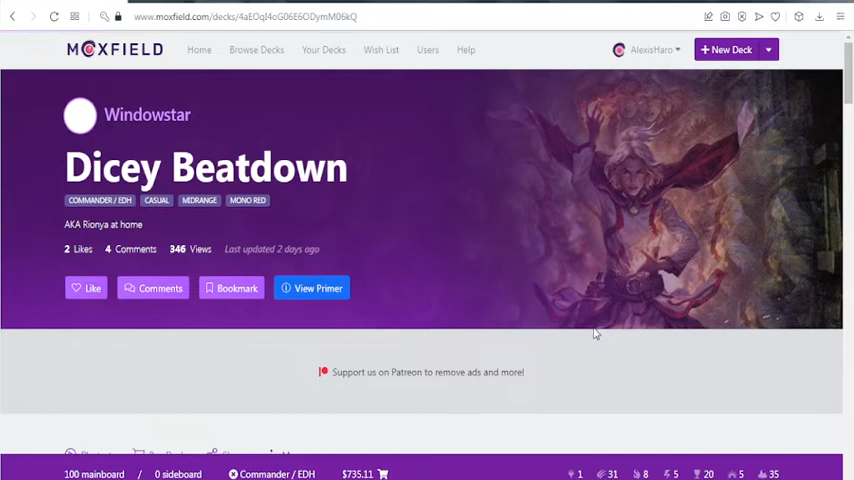 www.moxfield.com/decks/4aEOqI4oG06E6ODymM06kQ
MOXFIELD Home Browse Decks Your Decks Wish List Users Help AlexisHaro + New Deck
Windowstar
Dicey Beatdown
COMMANDER / EDH CASUAL MIDRANGE MONO RED
AKA Rionya at home
2 Likes 4 Comments 346 Views Last updated 2 days ago
Like Comments Bookmark View Primer
Support us on Patreon to remove ads and more!
100 mainboard / 0 sideboard Commander / EDH $735.11 1 31 8 5 20 5 35